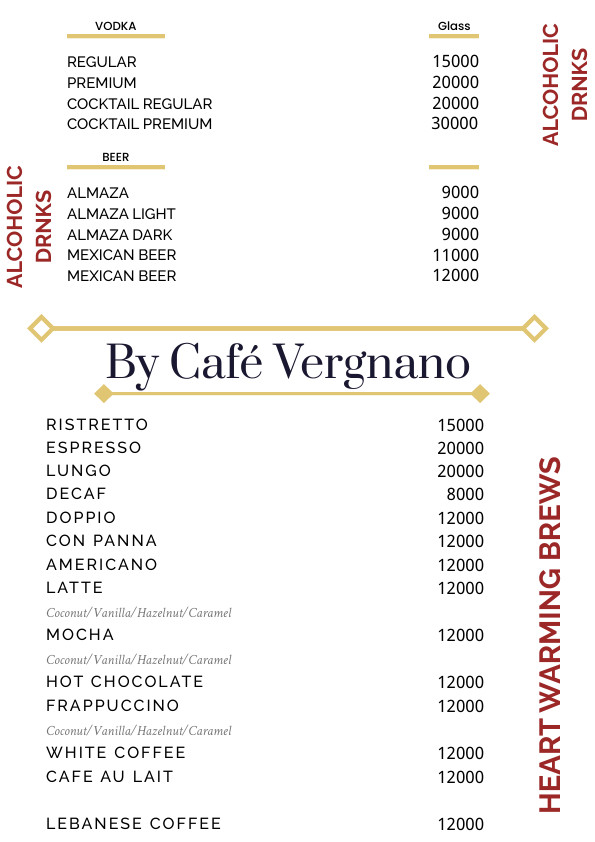 VODKA Glass
REGULAR 15000
PREMIUM 20000
COCKTAIL REGULAR 20000
COCKTAIL PREMIUM 30000
ALCOHOLIC
DRNKS
BEER
ALMAZA 9000
ALMAZA LIGHT 9000
ALMAZA DARK 9000
MEXICAN BEER 11000
MEXICAN BEER 12000
ALCOHOLIC
DRNKS
By Café Vergnano
RISTRETTO 15000
ESPRESSO 20000
LUNGO 20000
DECAF 8000
DOPPIO 12000
CON PANNA 12000
AMERICANO 12000
LATTE 12000
Coconut/Vanilla/Hazelnut/Caramel
MOCHA 12000
Coconut/Vanilla/Hazelnut/Caramel
HOT CHOCOLATE 12000
FRAPPUCCINO 12000
Coconut/Vanilla/Hazelnut/Caramel
WHITE COFFEE 12000
CAFE AU LAIT 12000
LEBANESE COFFEE 12000
HEART WARMING BREWS